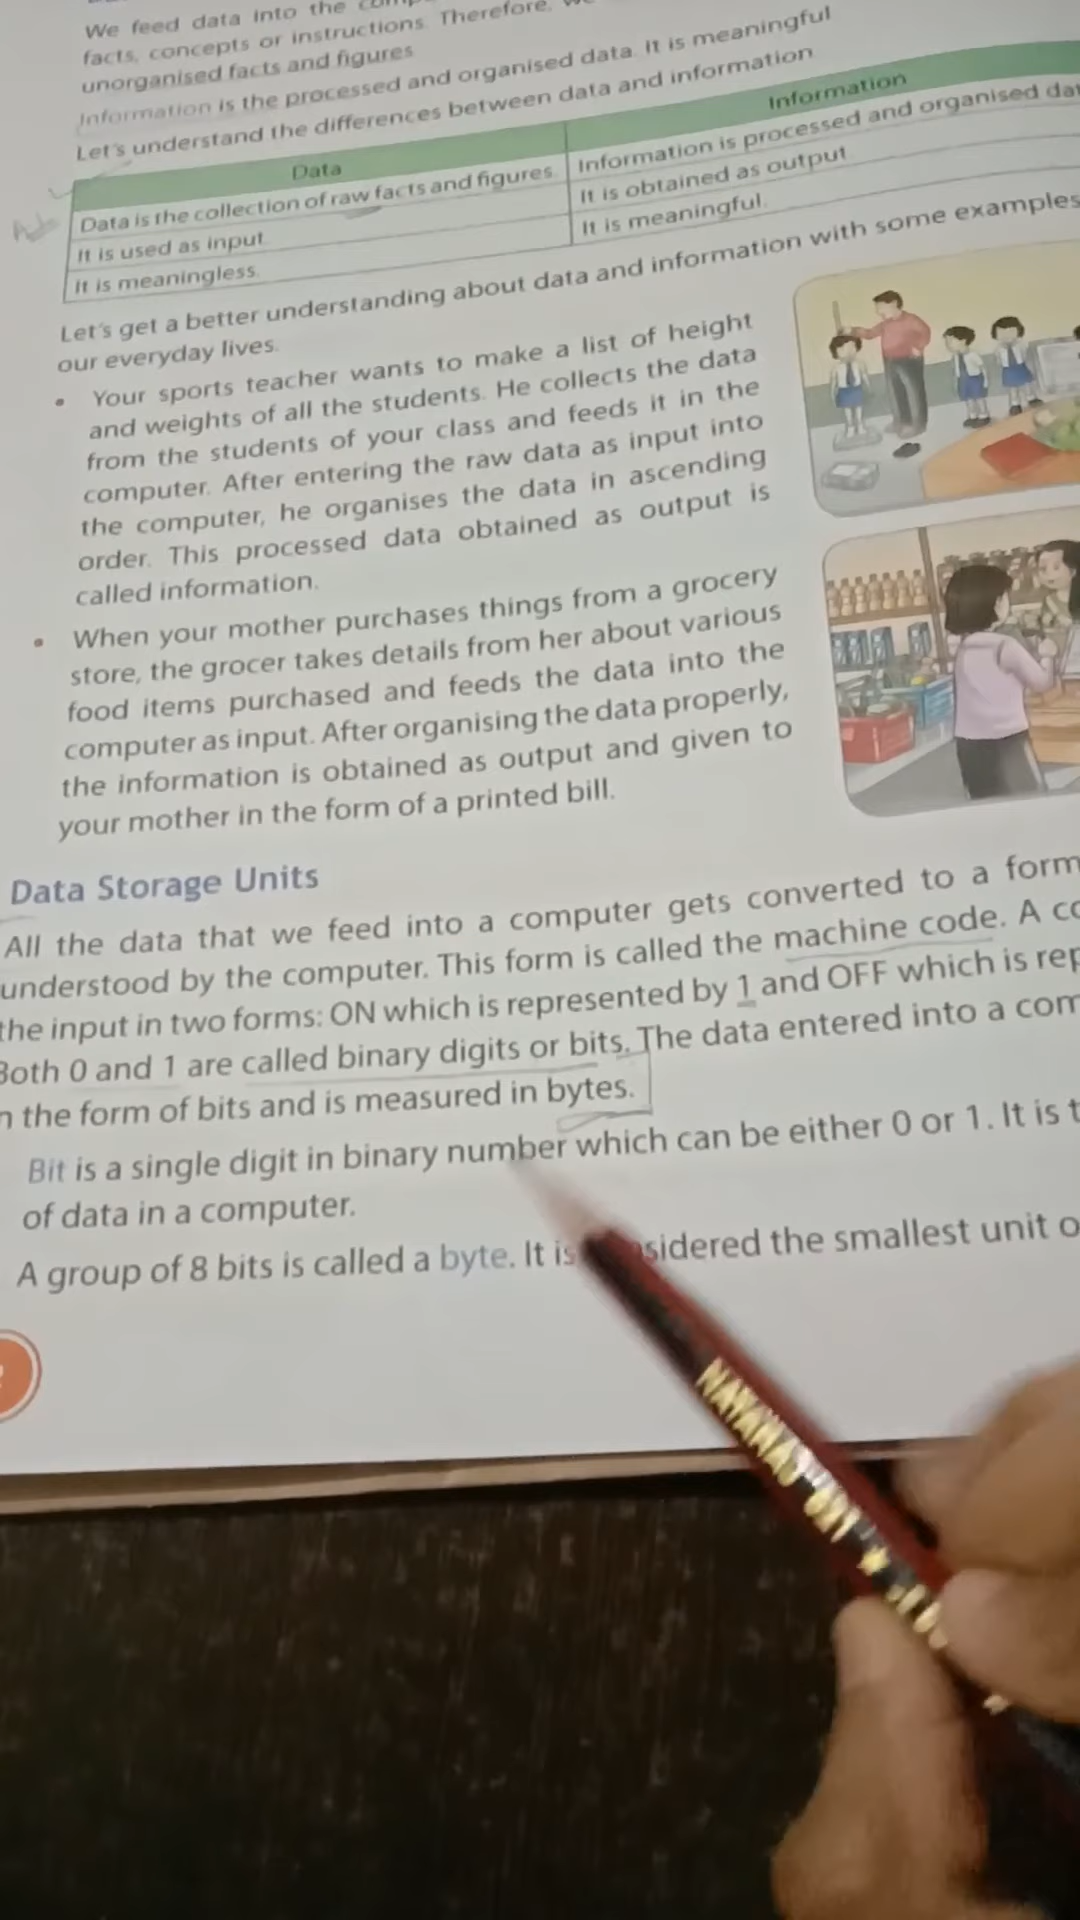 We feed data into the
facts, concepts or instructions. Therefore,
unorganised facts and figures
Information is the processed and organised data. It is meaningful
Let's understand the differences between data and information
Data Information
Data is the collection of raw facts and figures. Information is processed and organised
It is used as input It is obtained as output
It is meaningless. It is meaningful.
Let's get a better understanding about data and information with some examples
our everyday lives.
• Your sports teacher wants to make a list of height
and weights of all the students. He collects the data
from the students of your class and feeds it in the
computer. After entering the raw data as input into
the computer, he organises the data in ascending
order. This processed data obtained as output is
called information.
• When your mother purchases things from a grocery
store, the grocer takes details from her about various
food items purchased and feeds the data into the
computer as input. After organising the data properly,
the information is obtained as output and given to
your mother in the form of a printed bill.
Data Storage Units
All the data that we feed into a computer gets converted to a form
understood by the computer. This form is called the machine code. A
the input in two forms: ON which is represented by 1 and OFF which is
Both 0 and 1 are called binary digits or bits. The data entered into a
the form of bits and is measured in bytes.
Bit is a single digit in binary number which can be either 0 or 1. It is
of data in a computer.
A group of 8 bits is called a byte. It is the smallest unit
NATARAJ